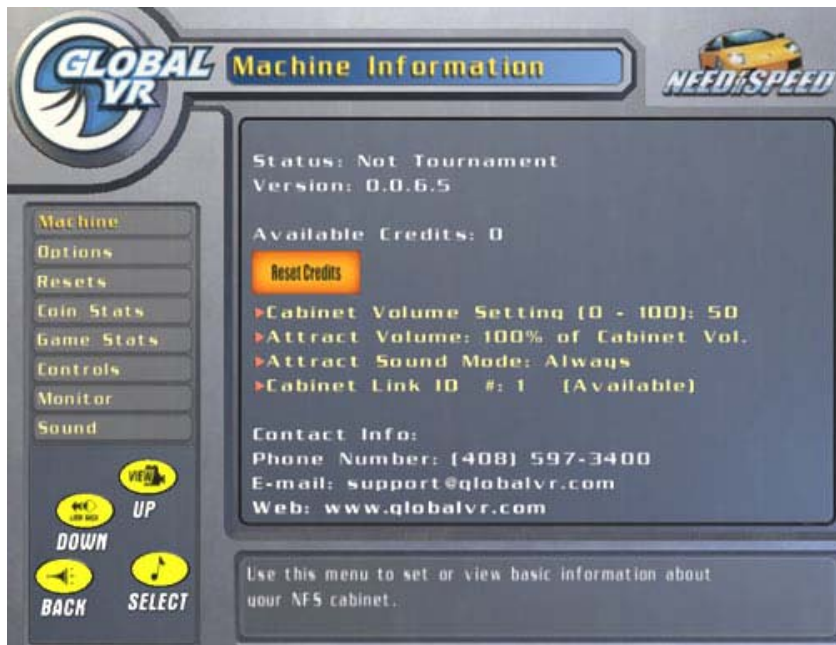 GLOBAL
VR
Machine Information
NEED FOR SPEED
Status: Not Tournament
Version: 0.0.6.5
Available Credits: 0
Reset Credits
Cabinet Volume Setting (0 - 100): 50
Attract Volume: 100% of Cabinet Vol.
Attract Sound Mode: Always
Cabinet Link ID #: 1 (Available)
Contact Info:
Phone Number: (408) 597-3400
E-mail: support@globalvr.com
Web: www.globalvr.com
Machine
Options
Resets
Coin Stats
Game Stats
Controls
Monitor
Sound
VIEW
UP
LOOK BACK
DOWN
BACK
SELECT
Use this menu to set or view basic information about
your NFS cabinet.